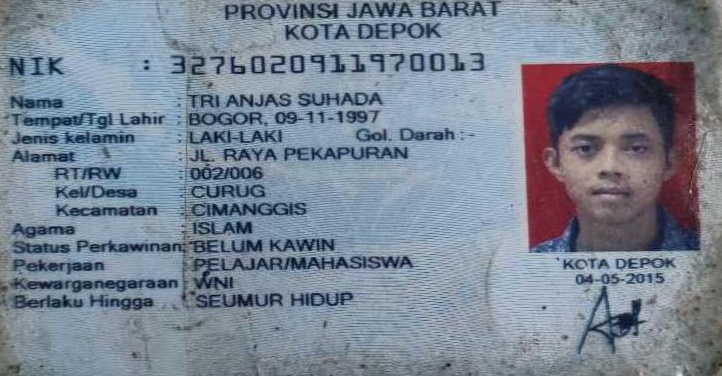 PROVINSI JAWA BARAT
KOTA DEPOK
NIK : 3276020911970013
Nama : TRI ANJAS SUHADA
Tempat/Tgl Lahir : BOGOR, 09-11-1997
Jenis kelamin : LAKI-LAKI Gol. Darah : -
Alamat : JL. RAYA PEKAPURAN
RT/RW : 002/006
Kel/Desa : CURUG
Kecamatan : CIMANGGIS
Agama : ISLAM
Status Perkawinan: BELUM KAWIN
Pekerjaan : PELAJAR/MAHASISWA
Kewarganegaraan : WNI
Berlaku Hingga : SEUMUR HIDUP
KOTA DEPOK
04-05-2015